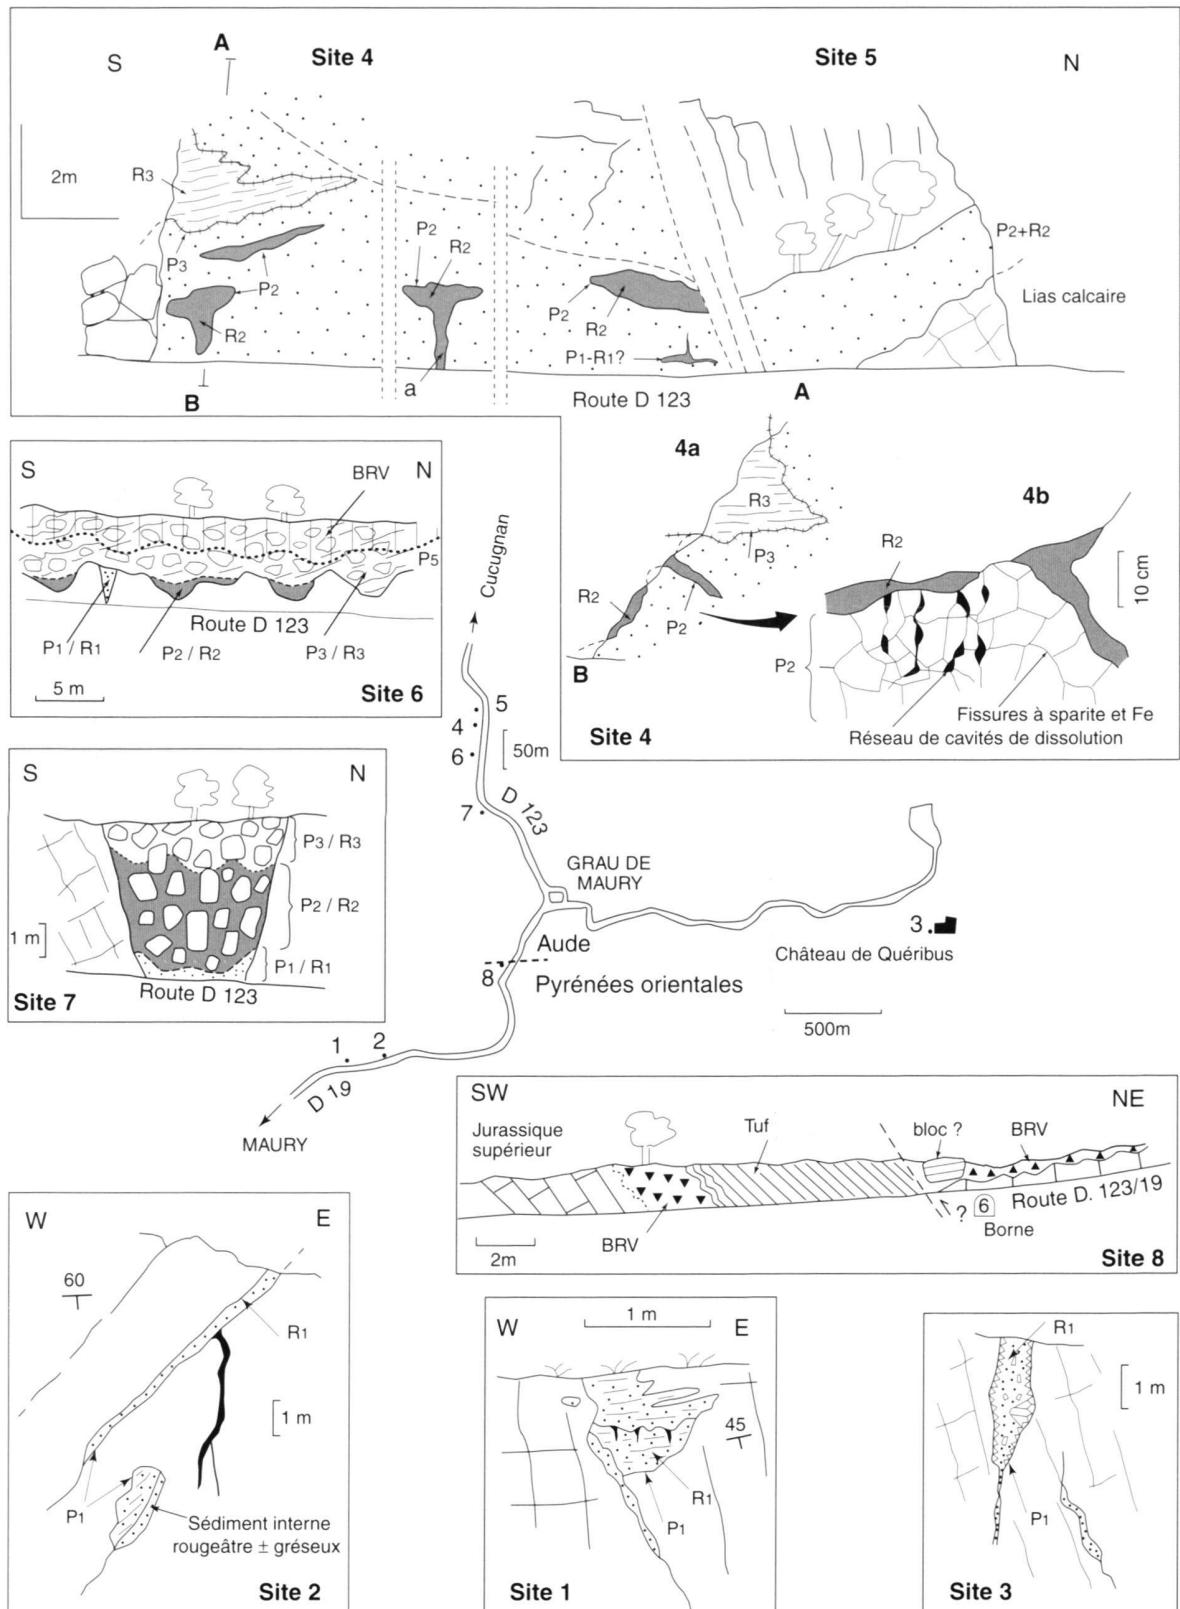 A
S
Site 4
Site 5
N
2m
R3
P3
P2
R2
P2
R2
P2
R2
P1-R1?
P2+R2
Lias calcaire
a
B
Route D 123
S
N
BRV
P5
Route D 123
P1 / R1
P2 / R2
P3 / R3
5 m
Site 6
A
4a
R3
P3
R2
P2
B
Site 4
4b
R2
10 cm
P2
Fissures à sparite et Fe
Réseau de cavités de dissolution
Cucugnan
5
4
6
50m
7
D 123
GRAU DE
MAURY
3
Château de Quéribus
Aude
8
Pyrénées orientales
500m
1
2
D 19
MAURY
S
N
P3 / R3
P2 / R2
1 m
P1 / R1
Route D 123
Site 7
SW
NE
Jurassique
supérieur
Tuf
bloc ?
BRV
Route D. 123/19
?
6
Borne
2m
BRV
Site 8
W
E
60
R1
1 m
P1
Sédiment interne
rougeâtre ± gréseux
Site 2
1 m
W
E
45
R1
P1
Site 1
R1
1 m
P1
Site 3